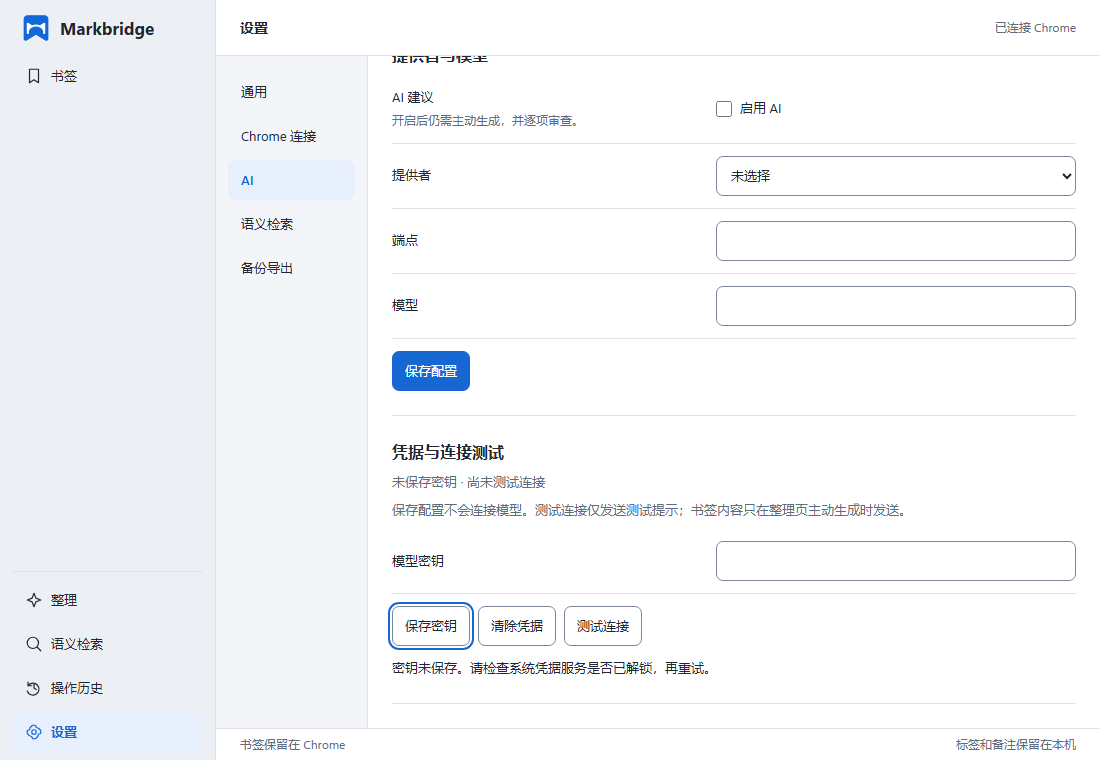 Markbridge
设置
已连接 Chrome
书签
通用
Chrome 连接
AI
语义检索
备份导出
提供者与模型
AI 建议
开启后仍需主动生成，并逐项审查。
启用 AI
提供者
未选择
端点
模型
保存配置
凭据与连接测试
未保存密钥 · 尚未测试连接
保存配置不会连接模型。测试连接仅发送测试提示；书签内容只在整理页主动生成时发送。
模型密钥
保存密钥
清除凭据
测试连接
密钥未保存。请检查系统凭据服务是否已解锁，再重试。
整理
语义检索
操作历史
设置
书签保留在 Chrome
标签和备注保留在本机